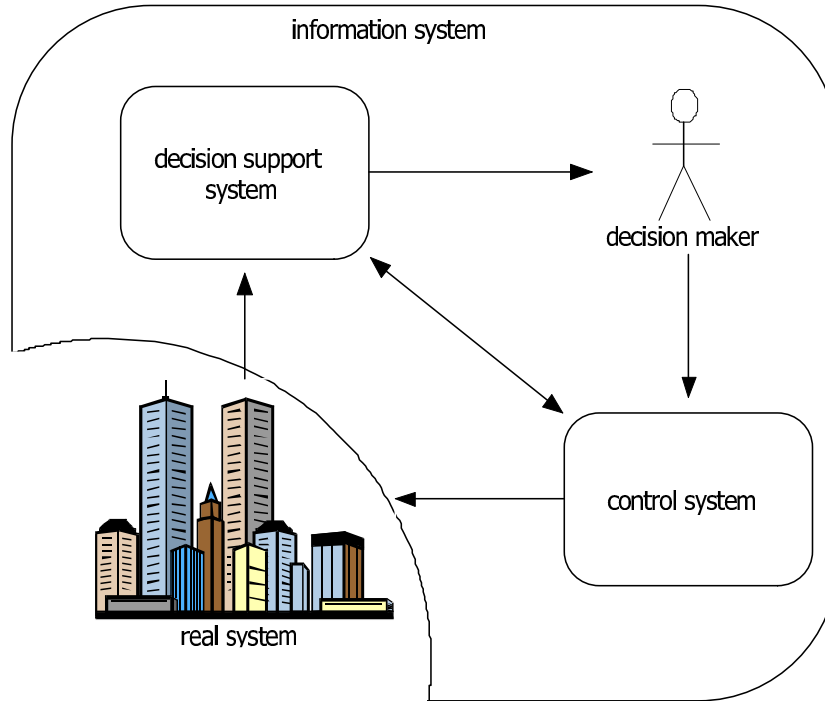 information system
decision support
system
decision maker
control system
real system